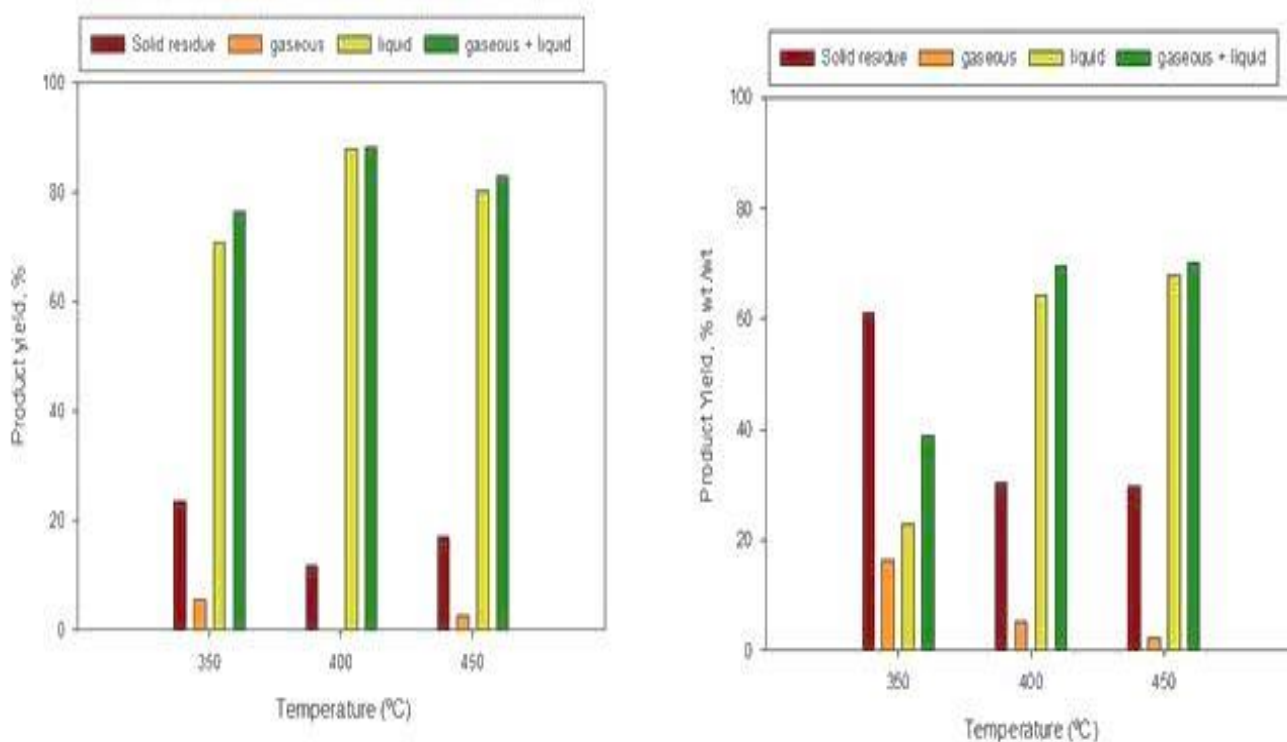 Solid residue gaseous liquid gaseous + liquid
100
80
60
40
20
0
Product yield, %
350 400 450
Temperature (ºC)
Solid residue gaseous liquid gaseous + liquid
100
80
60
40
20
0
Product Yield, % wt /wt
350 400 450
Temperature (ºC)